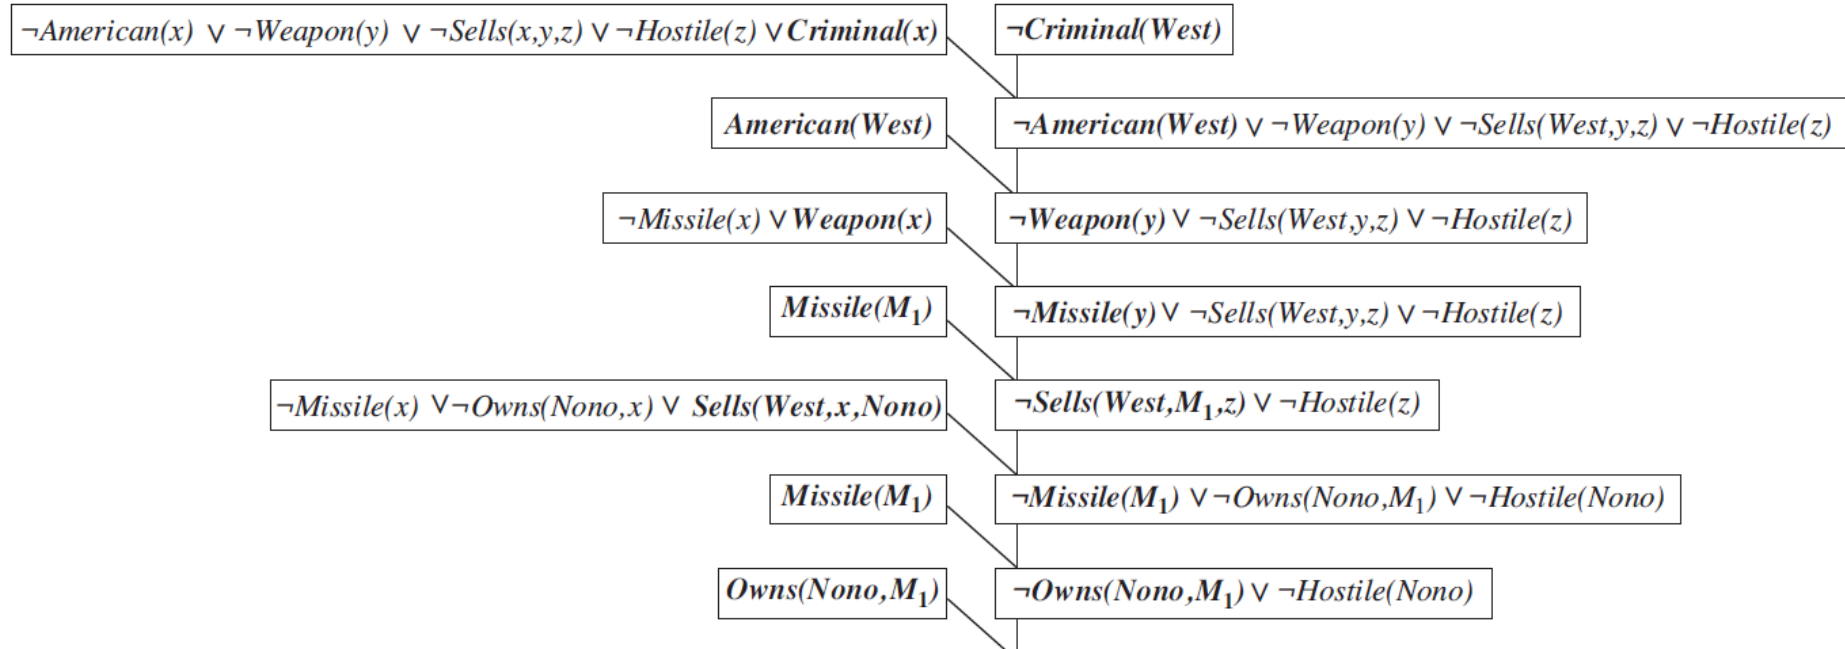 ¬American(x) ∨ ¬Weapon(y) ∨ ¬Sells(x,y,z) ∨ ¬Hostile(z) ∨ Criminal(x) ¬Criminal(West)
American(West) ¬American(West) ∨ ¬Weapon(y) ∨ ¬Sells(West,y,z) ∨ ¬Hostile(z)
¬Missile(x) ∨ Weapon(x) ¬Weapon(y) ∨ ¬Sells(West,y,z) ∨ ¬Hostile(z)
Missile(M₁) ¬Missile(y) ∨ ¬Sells(West,y,z) ∨ ¬Hostile(z)
¬Missile(x) ∨ ¬Owns(Nono,x) ∨ Sells(West,x,Nono) ¬Sells(West,M₁,z) ∨ ¬Hostile(z)
Missile(M₁) ¬Missile(M₁) ∨ ¬Owns(Nono,M₁) ∨ ¬Hostile(Nono)
Owns(Nono,M₁) ¬Owns(Nono,M₁) ∨ ¬Hostile(Nono)